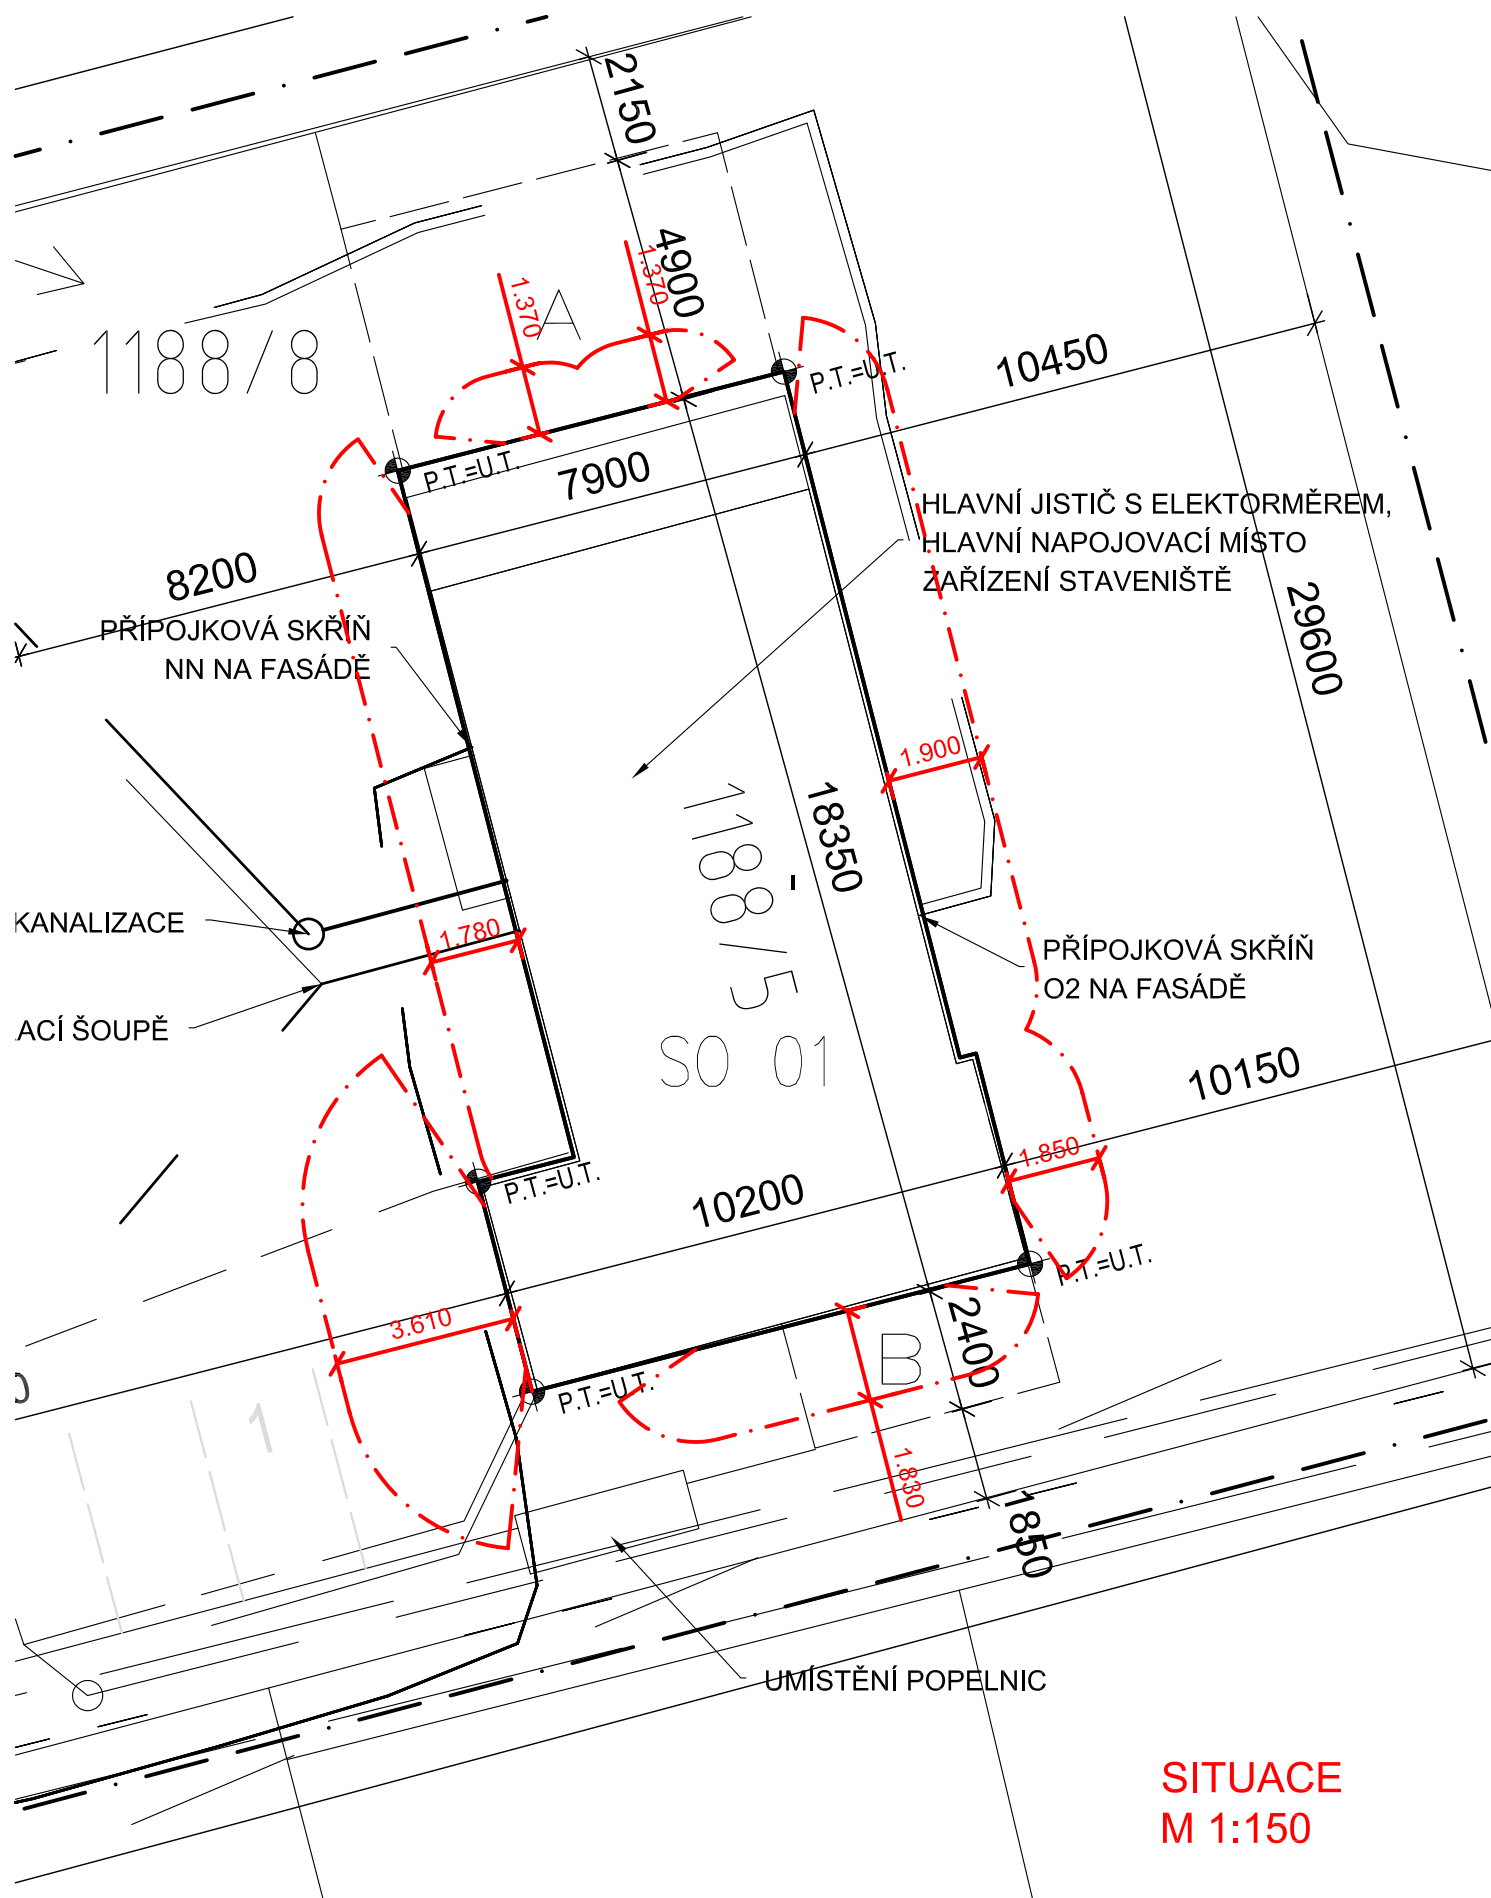 2150
4900
1.370
1.370
A
1188/8
P.T.=U.T.
10450
P.T.=U.T.
7900
HLAVNÍ JISTIČ S ELEKTORMĚREM,
HLAVNÍ NAPOJOVACÍ MÍSTO
ZAŘÍZENÍ STAVENIŠTĚ
8200
PŘÍPOJKOVÁ SKŘÍŇ
NN NA FASÁDĚ
29600
1.900
18350
1188/5
KANALIZACE
1.780
PŘÍPOJKOVÁ SKŘÍŇ
O2 NA FASÁDĚ
ACÍ ŠOUPĚ
SO 01
10150
1.850
P.T.=U.T.
10200
P.T.=U.T.
3.610
2400
B
P.T.=U.T.
0
1
1.830
1850
UMÍSTĚNÍ POPELNIC
SITUACE
M 1:150